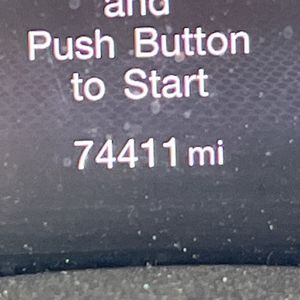 and
Push Button
to Start
74411 mi